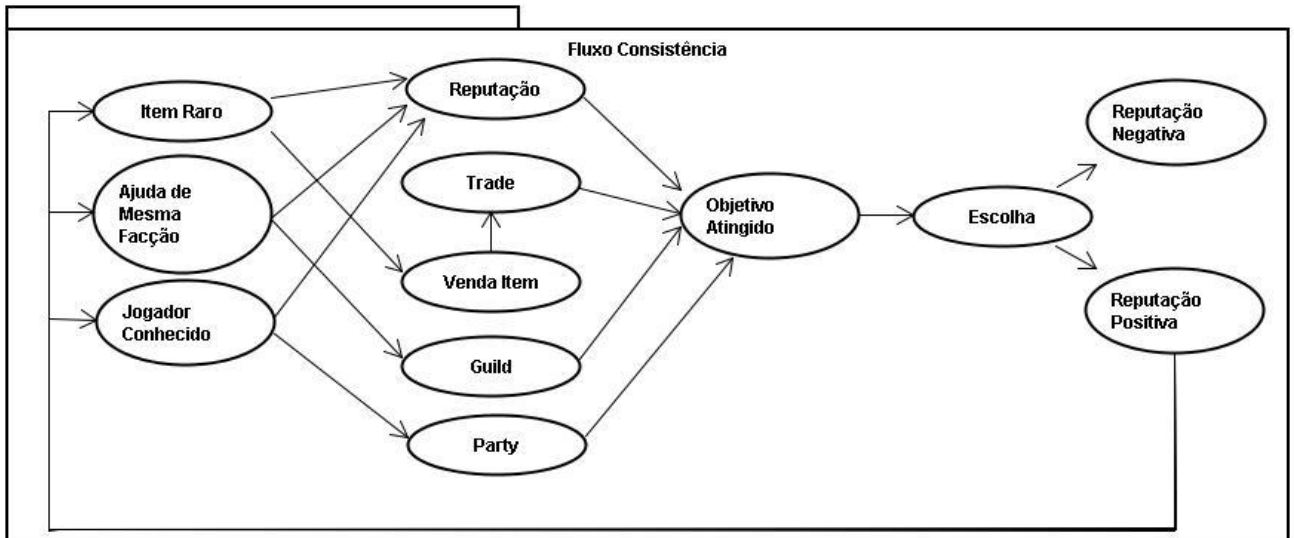 Fluxo Consistência
Item Raro
Ajuda de
Mesma
Facção
Jogador
Conhecido
Reputação
Trade
Venda Item
Guild
Party
Objetivo
Atingido
Escolha
Reputação
Negativa
Reputação
Positiva